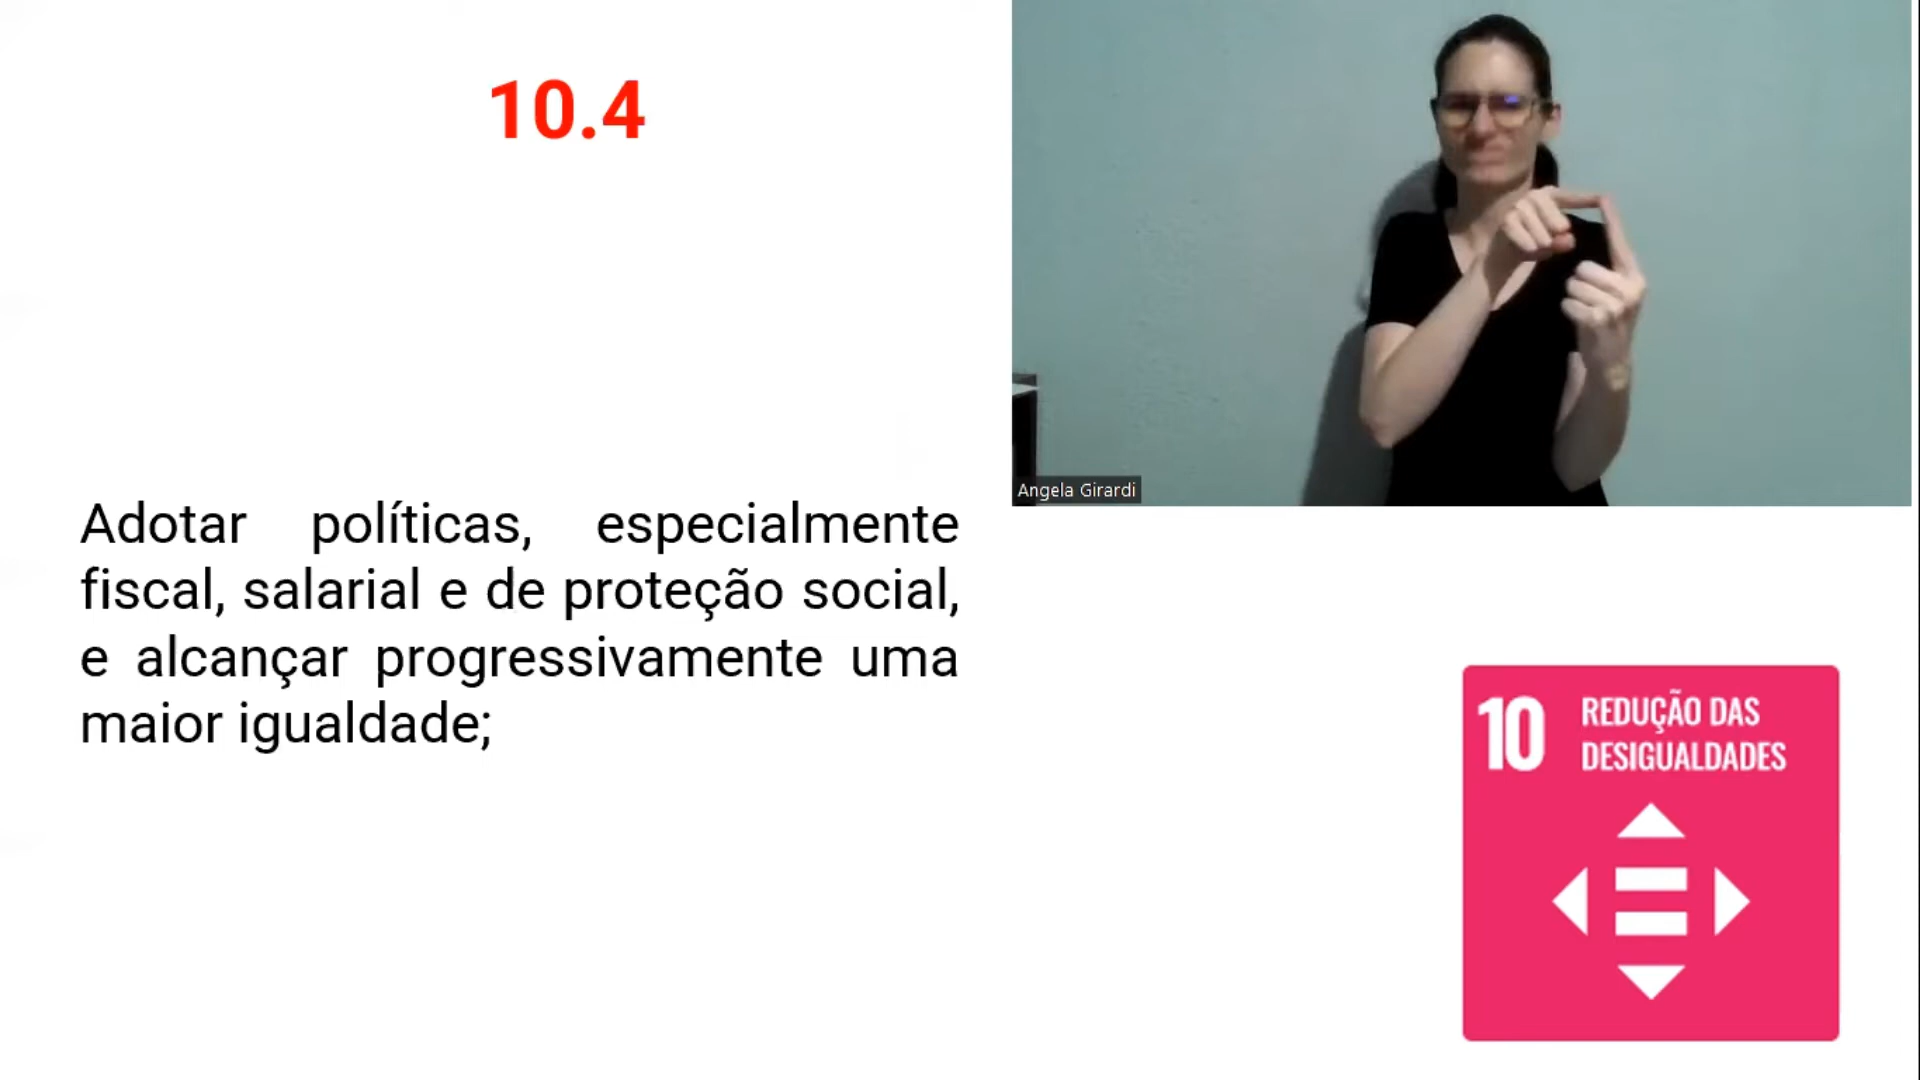 10.4
Angela Girardi
Adotar políticas, especialmente
fiscal, salarial e de proteção social,
e alcançar progressivamente uma
maior igualdade;
10 REDUÇÃO DAS
DESIGUALDADES